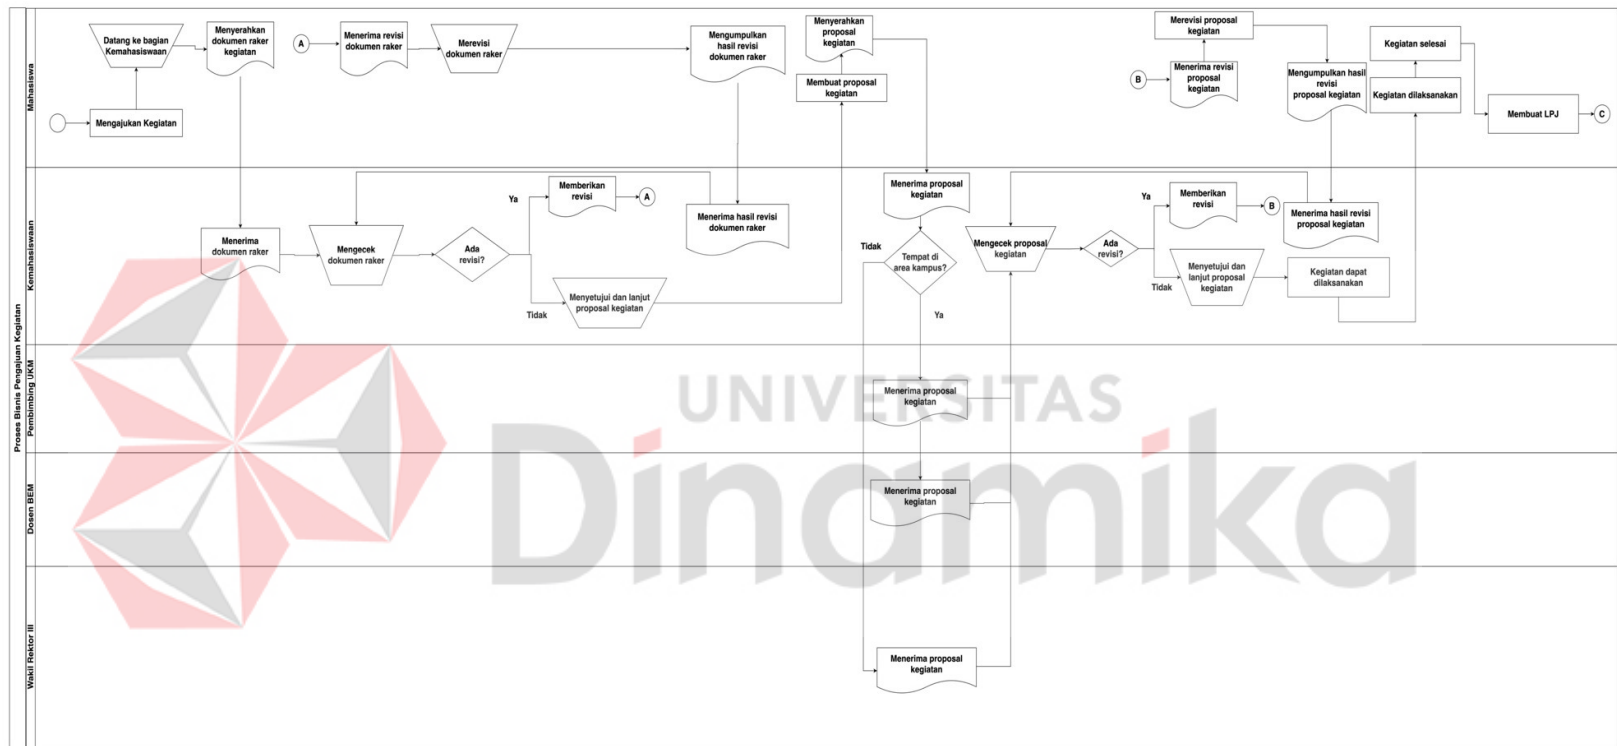 Proses Bisnis Pengajuan Kegiatan
Mahasiswa
Datang ke bagian
Kemahasiswaan
Mengajukan Kegiatan
Menyerahkan
dokumen raker
kegiatan
A
Menerima revisi
dokumen raker
Merevisi
dokumen raker
Mengumpulkan
hasil revisi
dokumen raker
Menyerahkan
proposal
kegiatan
Membuat proposal
kegiatan
B
Merevisi proposal
kegiatan
Menerima revisi
proposal
kegiatan
Mengumpulkan hasil
revisi
proposal kegiatan
Kegiatan selesai
Kegiatan dilaksanakan
Membuat LPJ
C
Kemahasiswaan
Menerima
dokumen raker
Mengecek
dokumen raker
Ada
revisi?
Ya
Memberikan
revisi
A
Tidak
Menyetujui dan lanjut
proposal kegiatan
Menerima hasil revisi
dokumen raker
Menerima proposal
kegiatan
Tidak
Tempat di
area kampus?
Ya
Mengecek proposal
kegiatan
Ada
revisi?
Ya
Memberikan
revisi
B
Tidak
Menyetujui dan
lanjut proposal
kegiatan
Menerima hasil revisi
proposal kegiatan
Kegiatan dapat
dilaksanakan
Pembimbing UKM
Menerima proposal
kegiatan
Dosen BEM
Menerima proposal
kegiatan
Wakil Rektor III
Menerima proposal
kegiatan
UNIVERSITAS
Dinamika